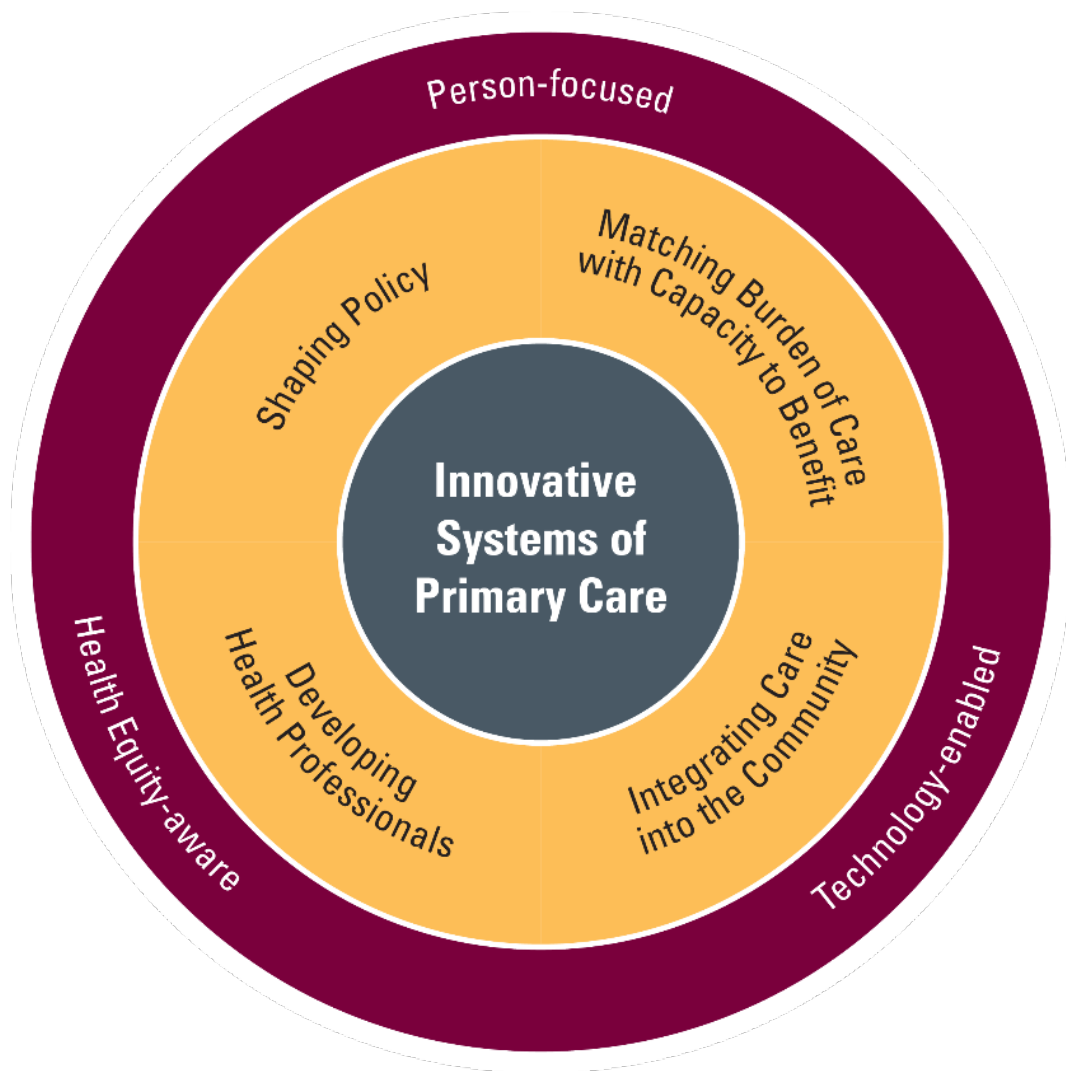 Person-focused
Shaping Policy
Matching Burden of Care
with Capacity to Benefit
Innovative
Systems of
Primary Care
Developing
Health Professionals
Integrating Care
into the Community
Health Equity-aware
Technology-enabled